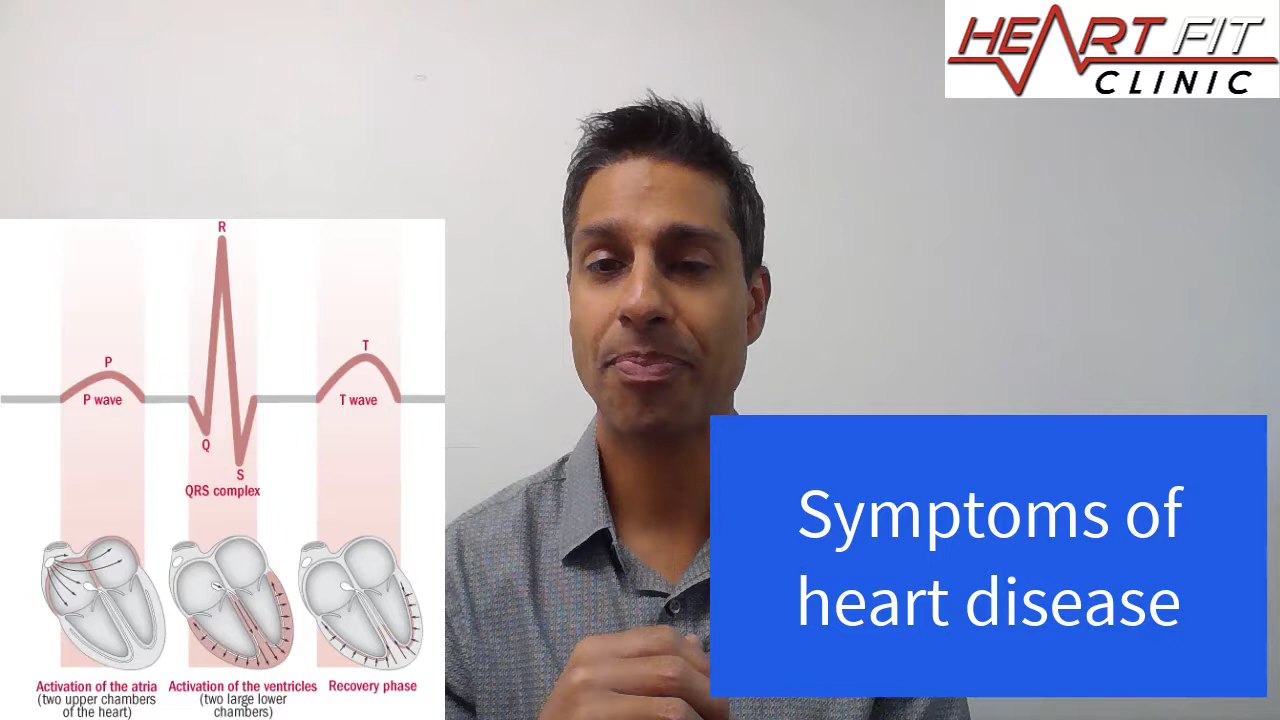 HEART FIT
CLINIC
R
P
T
P wave
T wave
Q
S
QRS complex
Activation of the atria
(two upper chambers
of the heart)
Activation of the ventricles
(two large lower
chambers)
Recovery phase
Symptoms of
heart disease